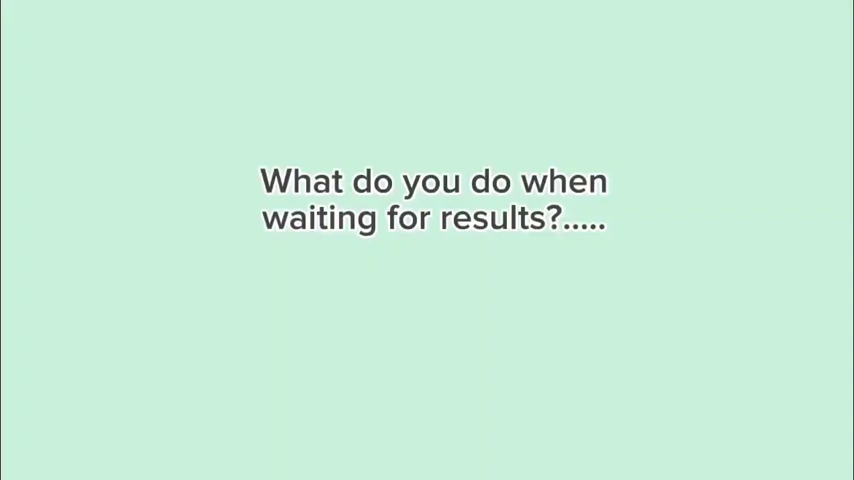 What do you do when
waiting for results?.....